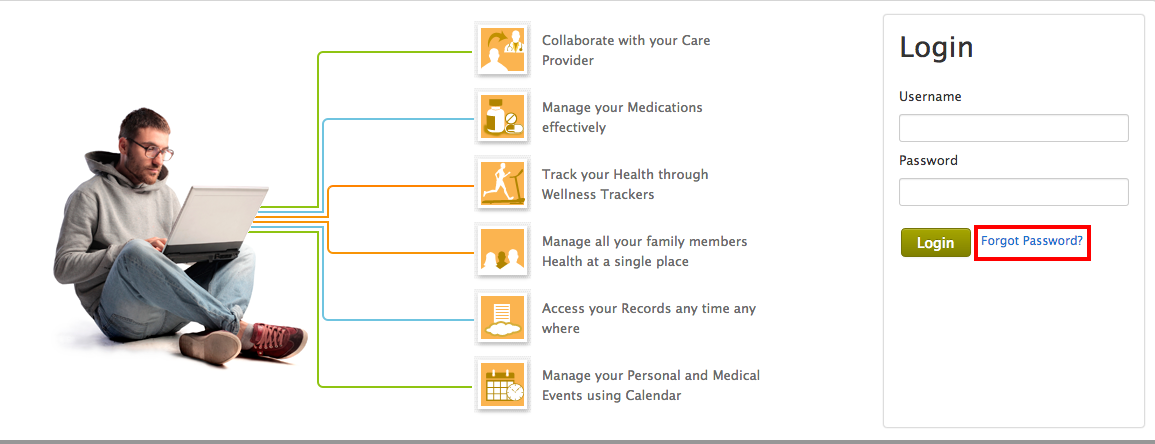 Collaborate with your Care
Provider
Manage your Medications
effectively
Track your Health through
Wellness Trackers
Manage all your family members
Health at a single place
Access your Records any time any
where
Manage your Personal and Medical
Events using Calendar
Login
Username
Password
Login Forgot Password?